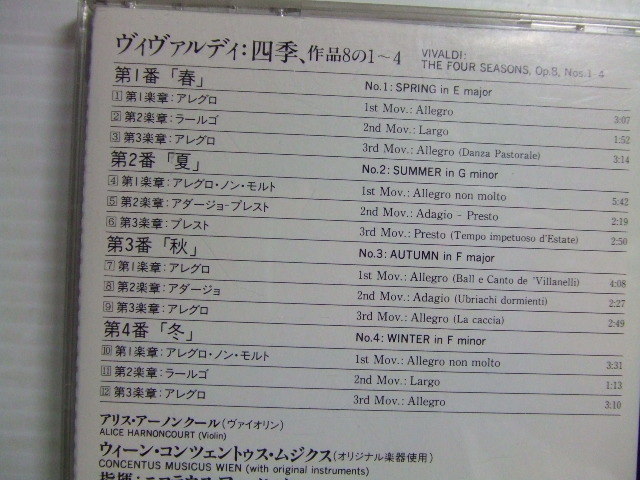 ヴィヴァルディ:四季、作品8の1〜4
VIVALDI:
THE FOUR SEASONS, Op.8, Nos.1-4
第1番「春」 No.1: SPRING in E major
1 第1楽章:アレグロ 1st Mov.: Allegro 3:07
2 第2楽章:ラールゴ 2nd Mov.: Largo 1:52
3 第3楽章:アレグロ 3rd Mov.: Allegro (Danza Pastorale) 3:14
第2番「夏」 No.2: SUMMER in G minor
4 第1楽章:アレグロ・ノン・モルト 1st Mov.: Allegro non molto 5:42
5 第2楽章:アダージョ-プレスト 2nd Mov.: Adagio - Presto 2:19
6 第3楽章:プレスト 3rd Mov.: Presto (Tempo impetuoso d'Estate) 2:50
第3番「秋」 No.3: AUTUMN in F major
7 第1楽章:アレグロ 1st Mov.: Allegro (Ball e Canto de 'Villanelli) 4:08
8 第2楽章:アダージョ 2nd Mov.: Adagio (Ubriachi dormienti) 2:27
9 第3楽章:アレグロ 3rd Mov.: Allegro (La caccia) 2:49
第4番「冬」 No.4: WINTER in F minor
10 第1楽章:アレグロ・ノン・モルト 1st Mov.: Allegro non molto 3:31
11 第2楽章:ラールゴ 2nd Mov.: Largo 1:13
12 第3楽章:アレグロ 3rd Mov.: Allegro 3:10
アリス・アーノンクール(ヴァイオリン)
ALICE HARNONCOURT (Violin)
ウィーン・コンツェントゥス・ムジクス(オリジナル楽器使用)
CONCENTUS MUSICUS WIEN (with original instruments)